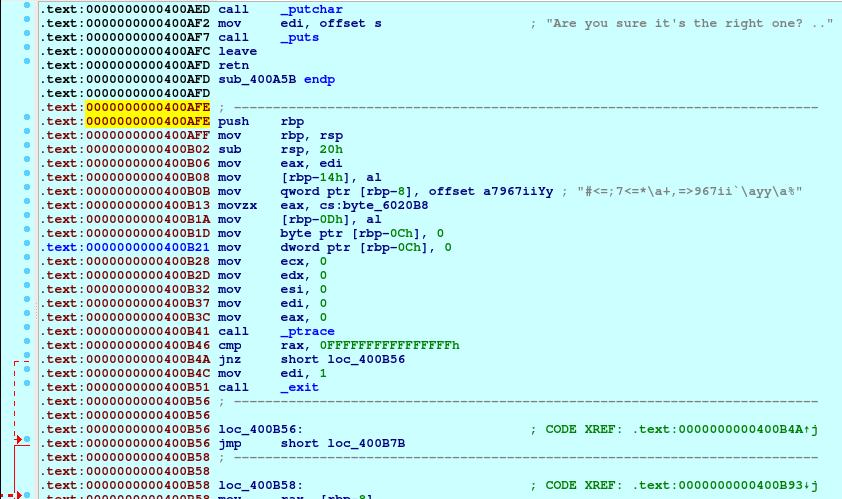 .text:0000000000400AED call    _putchar
.text:0000000000400AF2 mov     edi, offset s                   ; "Are you sure it's the right one? .."
.text:0000000000400AF7 call    _puts
.text:0000000000400AFC leave
.text:0000000000400AFD retn
.text:0000000000400AFD sub_400A5B endp
.text:0000000000400AFD
.text:0000000000400AFE ; ---------------------------------------------------------------------------
.text:0000000000400AFE push    rbp
.text:0000000000400AFF mov     rbp, rsp
.text:0000000000400B02 sub     rsp, 20h
.text:0000000000400B06 mov     eax, edi
.text:0000000000400B08 mov     [rbp-14h], al
.text:0000000000400B0B mov     qword ptr [rbp-8], offset a7967iiYy ; "#<=;7<=*\a+,=>967ii`\ayy\a%"
.text:0000000000400B13 movzx   eax, cs:byte_6020B8
.text:0000000000400B1A mov     [rbp-0Dh], al
.text:0000000000400B1D mov     byte ptr [rbp-0Ch], 0
.text:0000000000400B21 mov     dword ptr [rbp-0Ch], 0
.text:0000000000400B28 mov     ecx, 0
.text:0000000000400B2D mov     edx, 0
.text:0000000000400B32 mov     esi, 0
.text:0000000000400B37 mov     edi, 0
.text:0000000000400B3C mov     eax, 0
.text:0000000000400B41 call    _ptrace
.text:0000000000400B46 cmp     rax, 0FFFFFFFFFFFFFFFFh
.text:0000000000400B4A jnz     short loc_400B56
.text:0000000000400B4C mov     edi, 1
.text:0000000000400B51 call    _exit
.text:0000000000400B56 ; ---------------------------------------------------------------------------
.text:0000000000400B56
.text:0000000000400B56 loc_400B56:                             ; CODE XREF: .text:0000000000400B4A↑j
.text:0000000000400B56 jmp     short loc_400B7B
.text:0000000000400B58 ; ---------------------------------------------------------------------------
.text:0000000000400B58
.text:0000000000400B58 loc_400B58:                             ; CODE XREF: .text:0000000000400B93↓j
.text:0000000000400B58 mov     rax, [rbp-8]